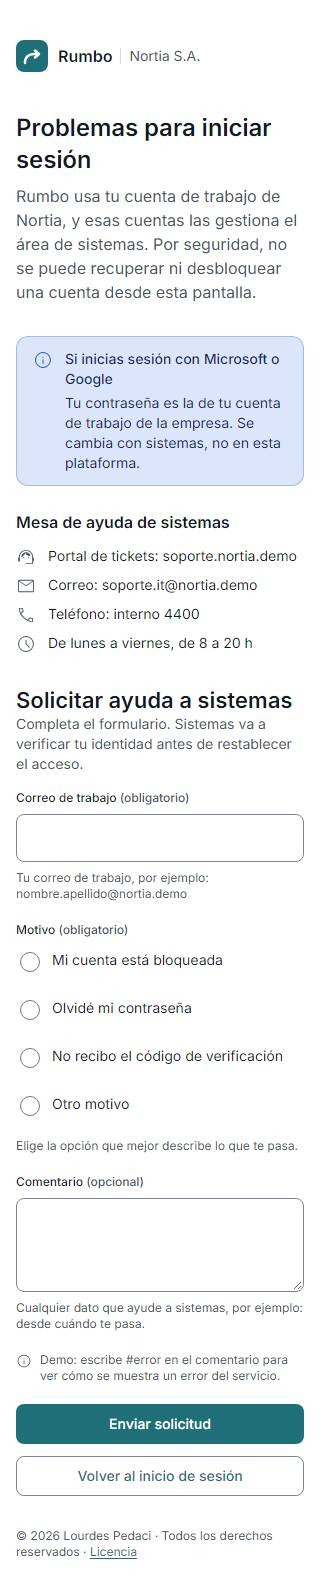 Rumbo | Nortia S.A.
Problemas para iniciar
sesión
Rumbo usa tu cuenta de trabajo de
Nortia, y esas cuentas las gestiona el
área de sistemas. Por seguridad, no
se puede recuperar ni desbloquear
una cuenta desde esta pantalla.
Si inicias sesión con Microsoft o
Google
Tu contraseña es la de tu cuenta
de trabajo de la empresa. Se
cambia con sistemas, no en esta
plataforma.
Mesa de ayuda de sistemas
Portal de tickets: soporte.nortia.demo
Correo: soporte.it@nortia.demo
Teléfono: interno 4400
De lunes a viernes, de 8 a 20 h
Solicitar ayuda a sistemas
Completa el formulario. Sistemas va a
verificar tu identidad antes de restablecer
el acceso.
Correo de trabajo (obligatorio)
Tu correo de trabajo, por ejemplo:
nombre.apellido@nortia.demo
Motivo (obligatorio)
Mi cuenta está bloqueada
Olvidé mi contraseña
No recibo el código de verificación
Otro motivo
Elige la opción que mejor describe lo que te pasa.
Comentario (opcional)
Cualquier dato que ayude a sistemas, por ejemplo:
desde cuándo te pasa.
Demo: escribe #error en el comentario para
ver cómo se muestra un error del servicio.
Enviar solicitud
Volver al inicio de sesión
© 2026 Lourdes Pedaci · Todos los derechos
reservados · Licencia